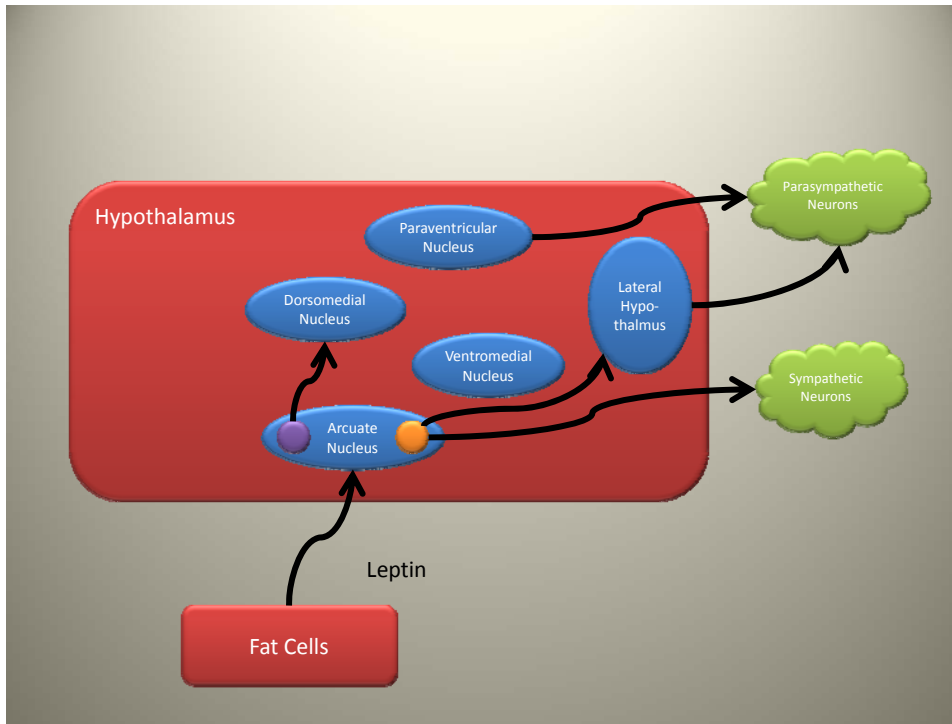 Hypothalamus
Paraventricular
Nucleus
Parasympathetic
Neurons
Dorsomedial
Nucleus
Lateral
Hypo-
thalmus
Ventromedial
Nucleus
Sympathetic
Neurons
Arcuate
Nucleus
Leptin
Fat Cells